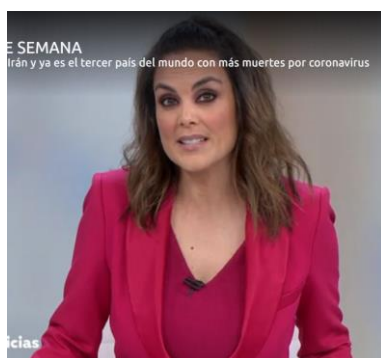 E SEMANA
Irán y ya es el tercer país del mundo con más muertes por coronavirus
icias